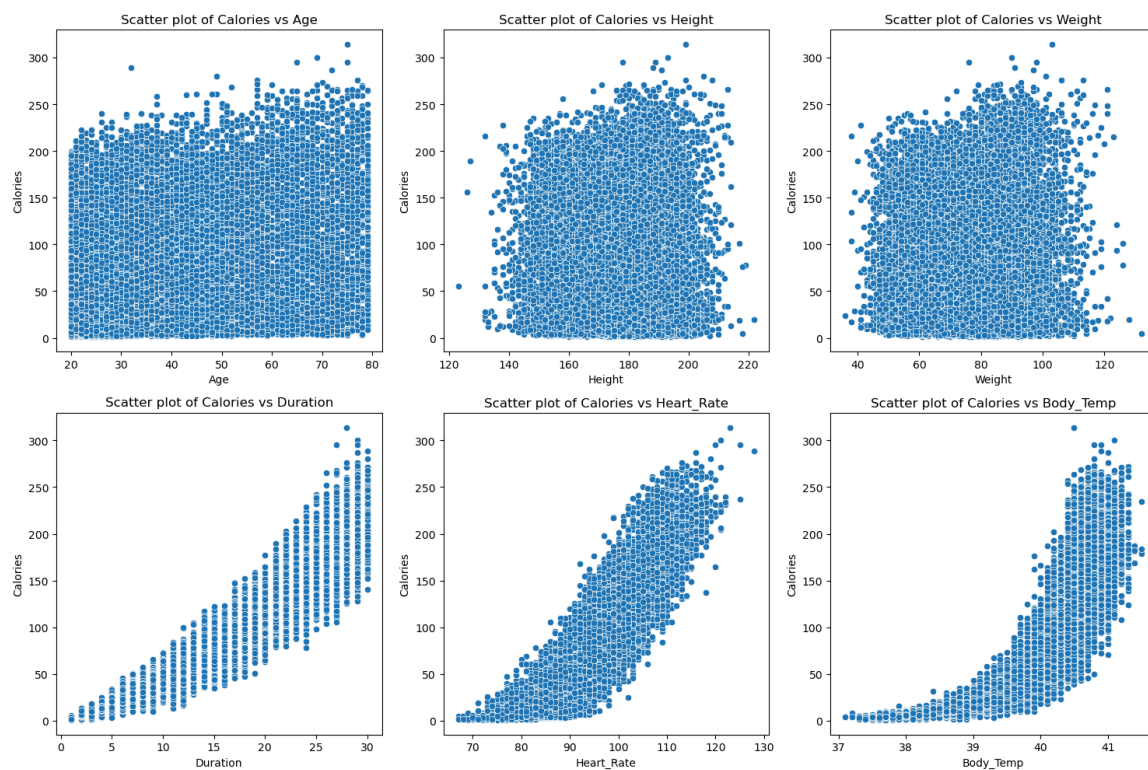 Scatter plot of Calories vs Age
Calories
300
250
200
150
100
50
0
20 30 40 50 60 70 80
Age
Scatter plot of Calories vs Height
Calories
300
250
200
150
100
50
0
120 140 160 180 200 220
Height
Scatter plot of Calories vs Weight
Calories
300
250
200
150
100
50
0
40 60 80 100 120
Weight
Scatter plot of Calories vs Duration
Calories
300
250
200
150
100
50
0
0 5 10 15 20 25 30
Duration
Scatter plot of Calories vs Heart_Rate
Calories
300
250
200
150
100
50
0
70 80 90 100 110 120 130
Heart_Rate
Scatter plot of Calories vs Body_Temp
Calories
300
250
200
150
100
50
0
37 38 39 40 41
Body_Temp